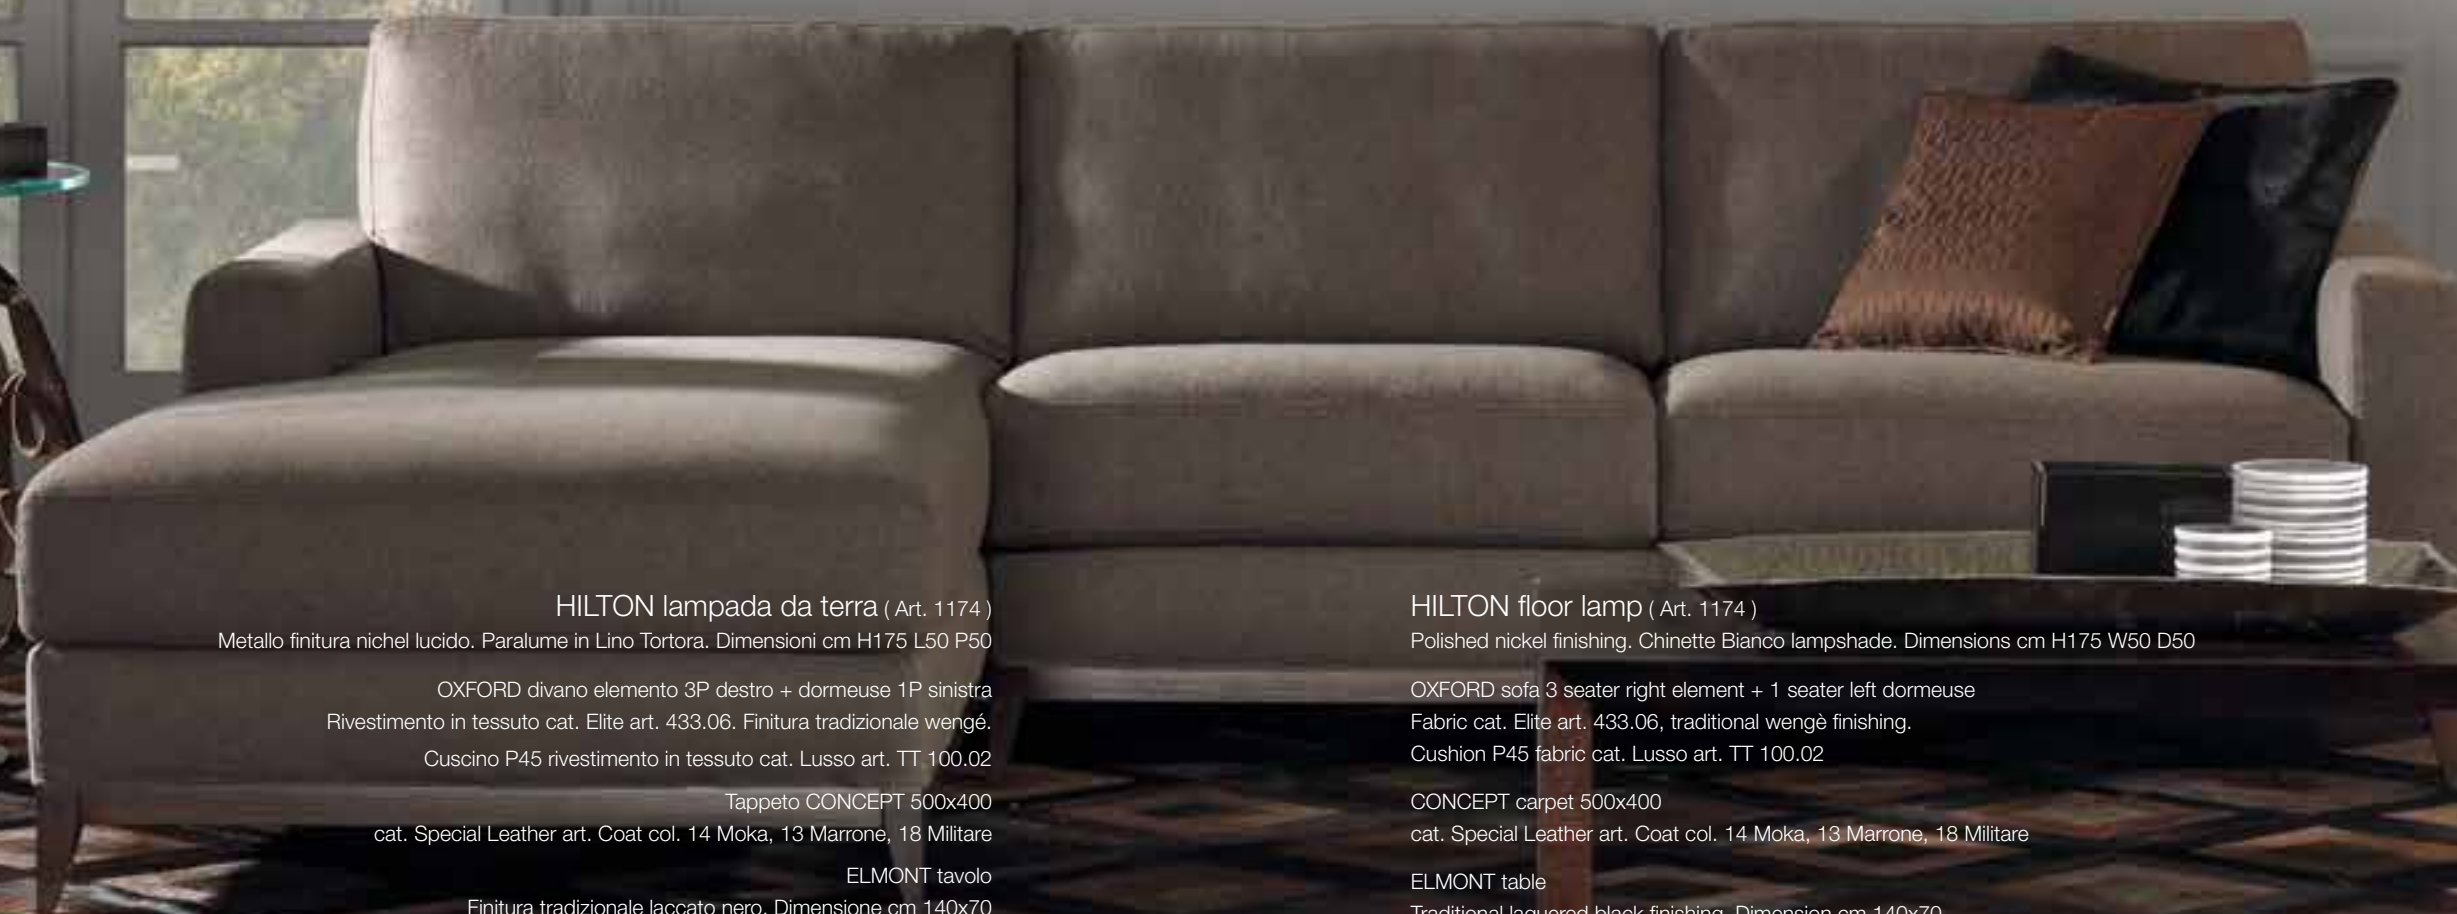 HILTON lampada da terra ( Art. 1174 )
Metallo finitura nichel lucido. Paralume in Lino Tortora. Dimensioni cm H175 L50 P50
OXFORD divano elemento 3P destro + dormeuse 1P sinistra
Rivestimento in tessuto cat. Elite art. 433.06. Finitura tradizionale wengé.
Cuscino P45 rivestimento in tessuto cat. Lusso art. TT 100.02
Tappeto CONCEPT 500x400
cat. Special Leather art. Coat col. 14 Moka, 13 Marrone, 18 Militare
ELMONT tavolo
Finitura tradizionale laccato nero. Dimensione cm 140x70
HILTON floor lamp ( Art. 1174 )
Polished nickel finishing. Chinette Bianco lampshade. Dimensions cm H175 W50 D50
OXFORD sofa 3 seater right element + 1 seater left dormeuse
Fabric cat. Elite art. 433.06, traditional wengè finishing.
Cushion P45 fabric cat. Lusso art. TT 100.02
CONCEPT carpet 500x400
cat. Special Leather art. Coat col. 14 Moka, 13 Marrone, 18 Militare
ELMONT table
Traditional laquered black finishing. Dimension cm 140x70